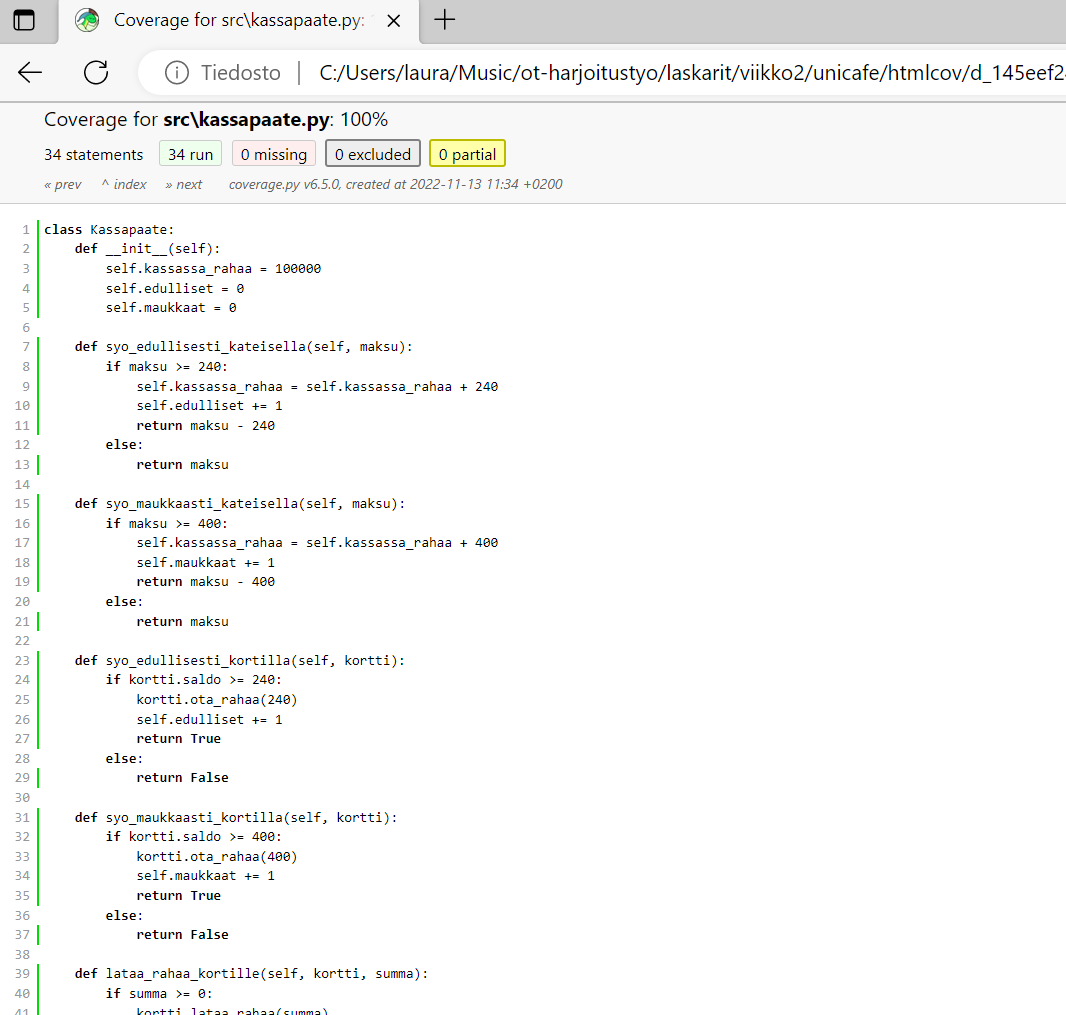 Coverage for src\kassapaate.py:
Tiedosto | C:/Users/laura/Music/ot-harjoitustyo/laskarit/viikko2/unicafe/htmlcov/d_145eef2
Coverage for src\kassapaate.py: 100%
34 statements 34 run 0 missing 0 excluded 0 partial
« prev ^ index » next coverage.py v6.5.0, created at 2022-11-13 11:34 +0200
1 class Kassapaate:
2 def __init__(self):
3 self.kassassa_rahaa = 100000
4 self.edulliset = 0
5 self.maukkaat = 0
6
7 def syo_edullisesti_kateisella(self, maksu):
8 if maksu >= 240:
9 self.kassassa_rahaa = self.kassassa_rahaa + 240
10 self.edulliset += 1
11 return maksu - 240
12 else:
13 return maksu
14
15 def syo_maukkaasti_kateisella(self, maksu):
16 if maksu >= 400:
17 self.kassassa_rahaa = self.kassassa_rahaa + 400
18 self.maukkaat += 1
19 return maksu - 400
20 else:
21 return maksu
22
23 def syo_edullisesti_kortilla(self, kortti):
24 if kortti.saldo >= 240:
25 kortti.ota_rahaa(240)
26 self.edulliset += 1
27 return True
28 else:
29 return False
30
31 def syo_maukkaasti_kortilla(self, kortti):
32 if kortti.saldo >= 400:
33 kortti.ota_rahaa(400)
34 self.maukkaat += 1
35 return True
36 else:
37 return False
38
39 def lataa_rahaa_kortille(self, kortti, summa):
40 if summa >= 0:
41 kortti.lataa_rahaa(summa)